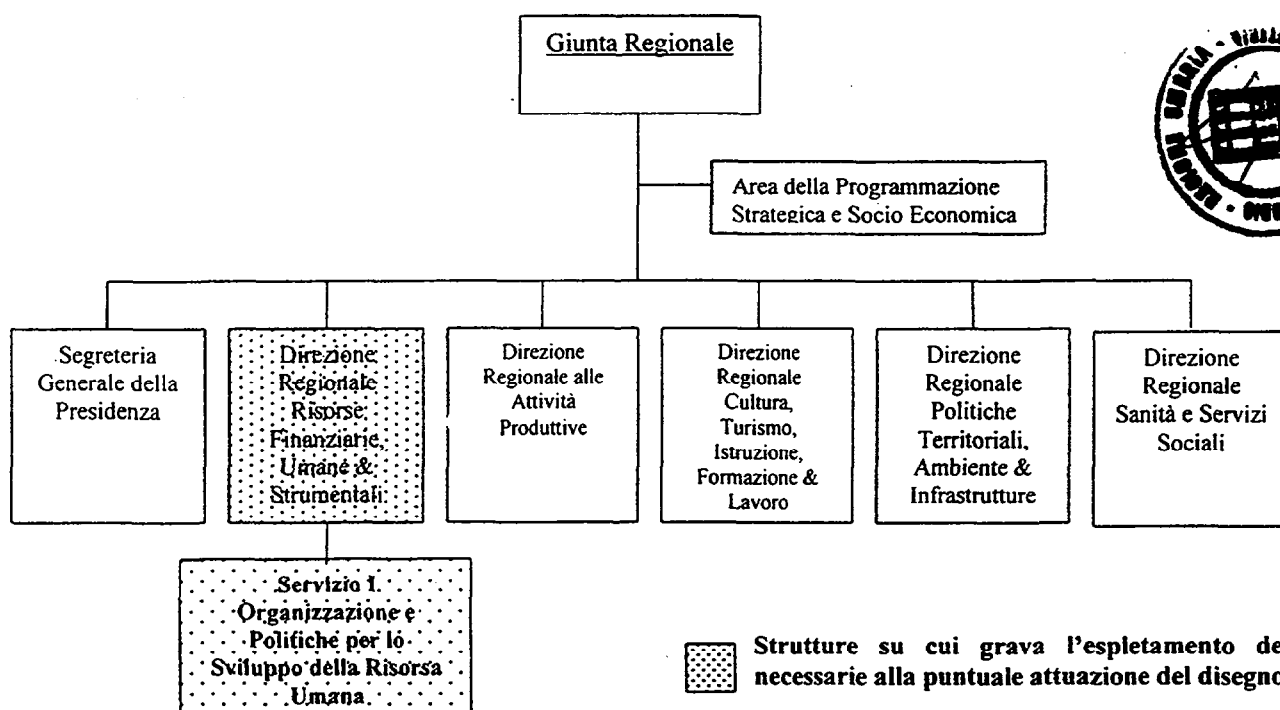 Giunta Regionale
Area della Programmazione
Strategica e Socio Economica
Segreteria
Generale della
Presidenza
Direzione
Regionale
Risorse
Finanziarie,
Umane &
Strumentali
Direzione
Regionale alle
Attività
Produttive
Direzione
Regionale
Cultura,
Turismo,
Istruzione,
Formazione &
Lavoro
Direzione
Regionale
Politiche
Territoriali,
Ambiente &
Infrastrutture
Direzione
Regionale
Sanità e Servizi
Sociali
Servizio I
Organizzazione e
Politiche per lo
Sviluppo della Risorsa
Umana
Strutture su cui grava l'espletamento de
necessarie alla puntuale attuazione del disegno
REGIONE UMBRIA